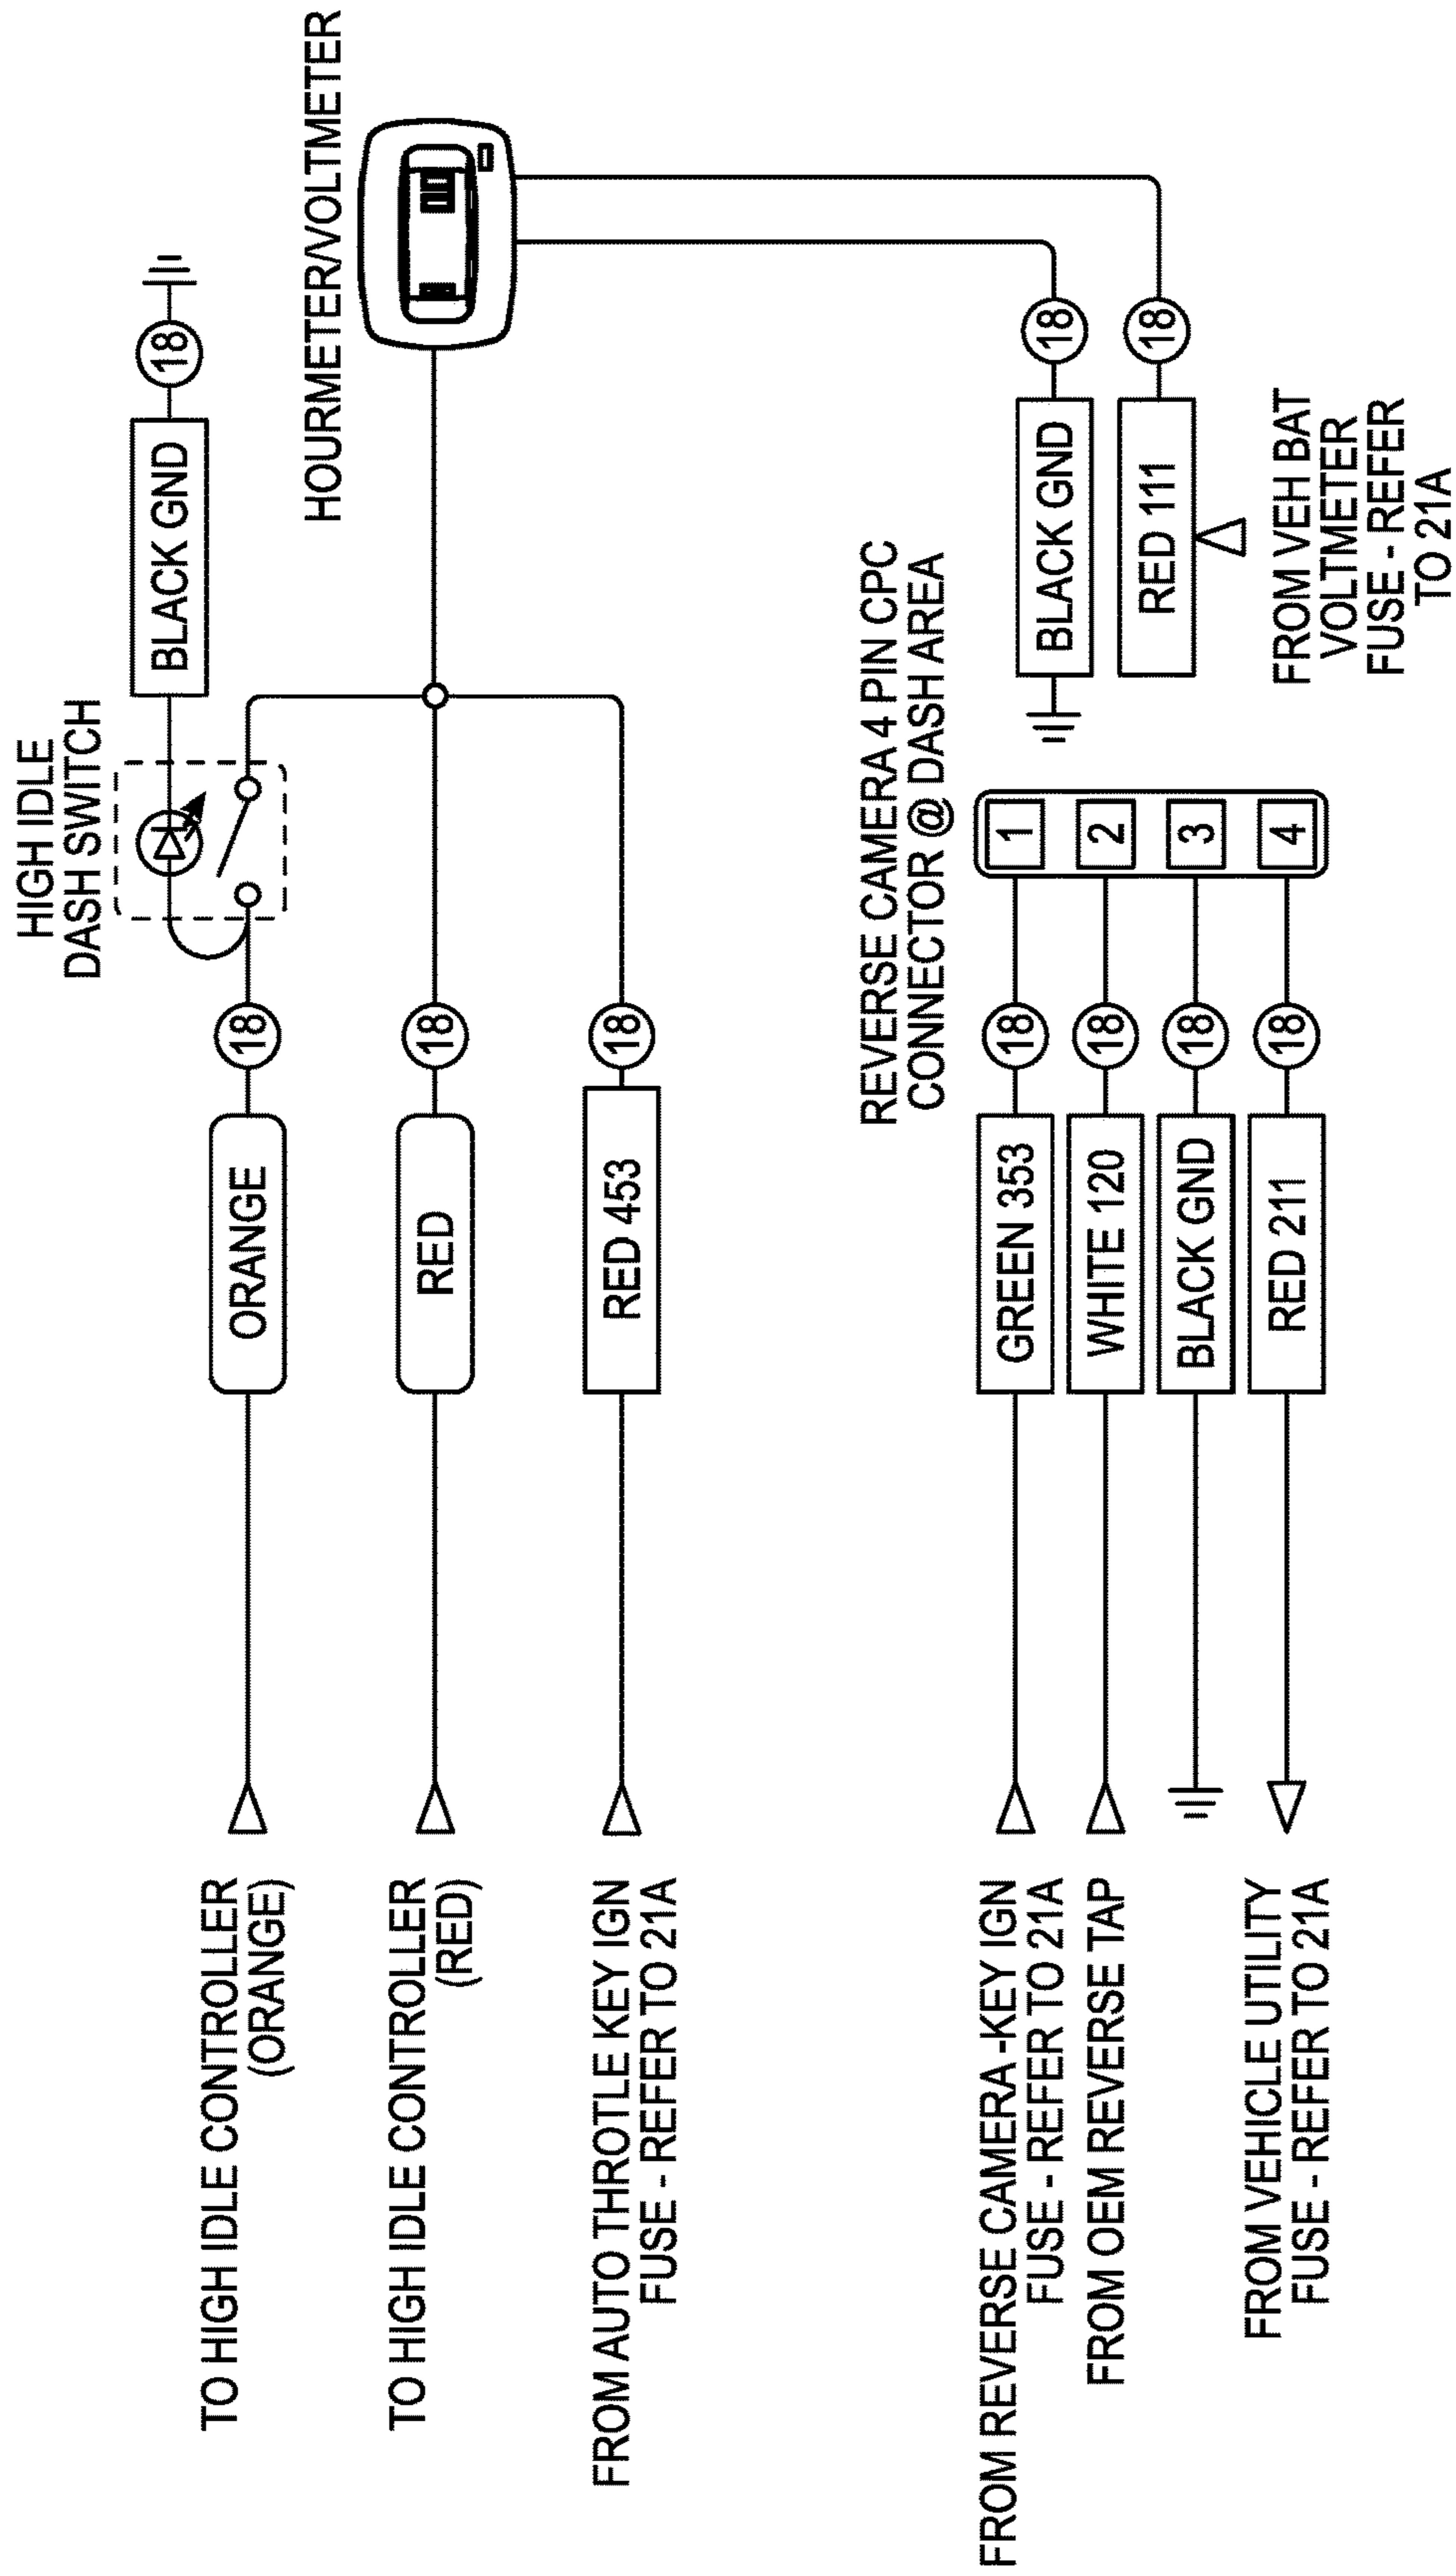 HIGH IDLE
DASH SWITCH
BLACK GND
18
HOURMETER/VOLTMETER
TO HIGH IDLE CONTROLLER
(ORANGE)
ORANGE
18
TO HIGH IDLE CONTROLLER
(RED)
RED
18
FROM AUTO THROTLE KEY IGN
FUSE - REFER TO 21A
RED 453
18
REVERSE CAMERA 4 PIN CPC
CONNECTOR @ DASH AREA
FROM REVERSE CAMERA -KEY IGN
FUSE - REFER TO 21A
GREEN 353
18
1
FROM OEM REVERSE TAP
WHITE 120
18
2
BLACK GND
18
3
FROM VEHICLE UTILITY
FUSE - REFER TO 21A
RED 211
18
4
BLACK GND
18
RED 111
18
FROM VEH BAT
VOLTMETER
FUSE - REFER
TO 21A